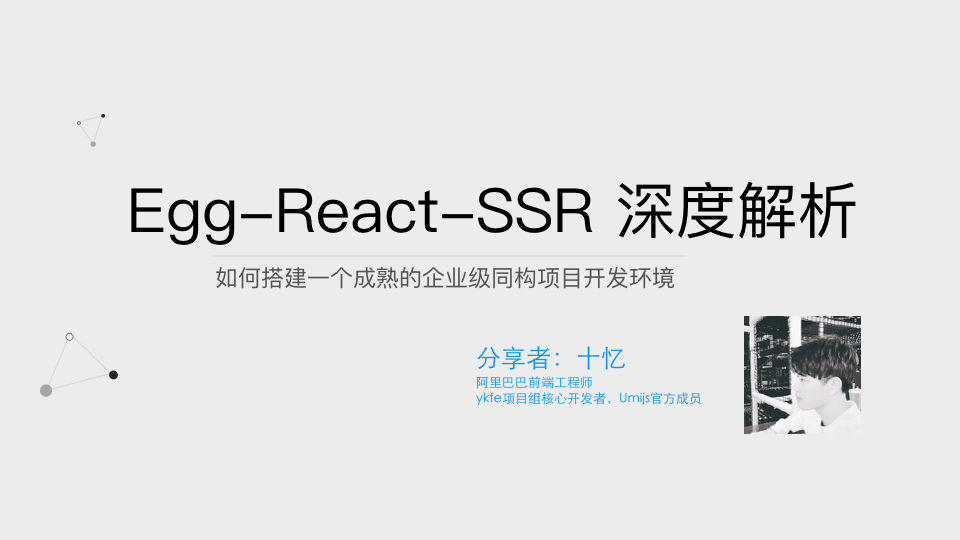 Egg-React-SSR 深度解析
如何搭建一个成熟的企业级同构项目开发环境
分享者：十忆
阿里巴巴前端工程师
ykfe项目组核心开发者，Umijs官方成员